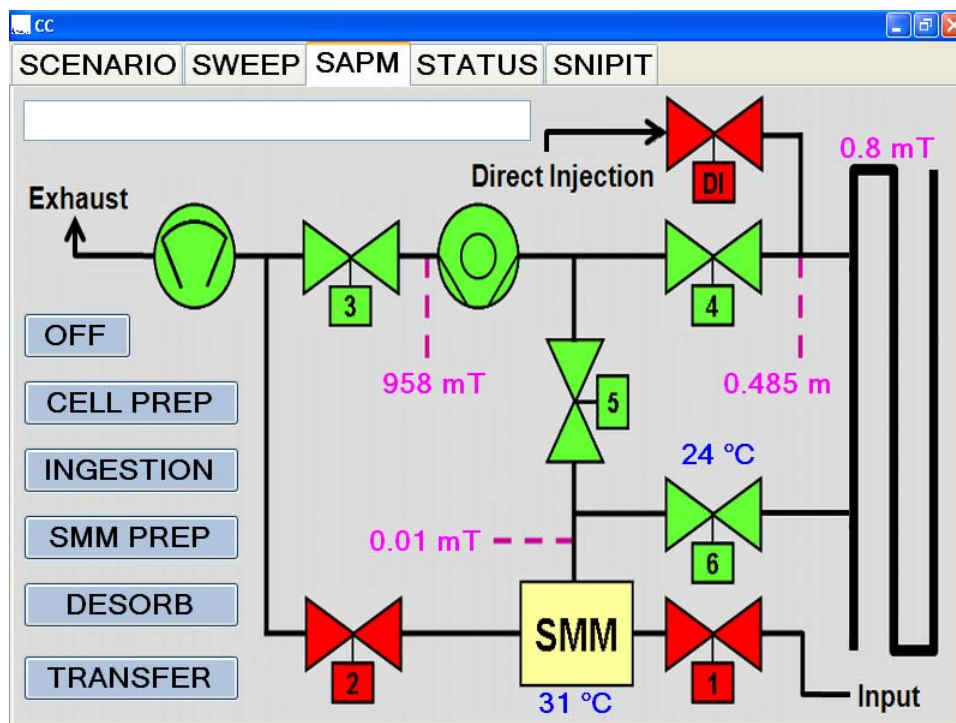 CC
SCENARIO SWEEP SAPM STATUS SNIPIT
DI
0.8 mT
Direct Injection
Exhaust
3
4
OFF
958 mT
0.485 m
5
CELL PREP
24 °C
INGESTION
SMM PREP
0.01 mT
6
DESORB
SMM
2
1
TRANSFER
31 °C
Input